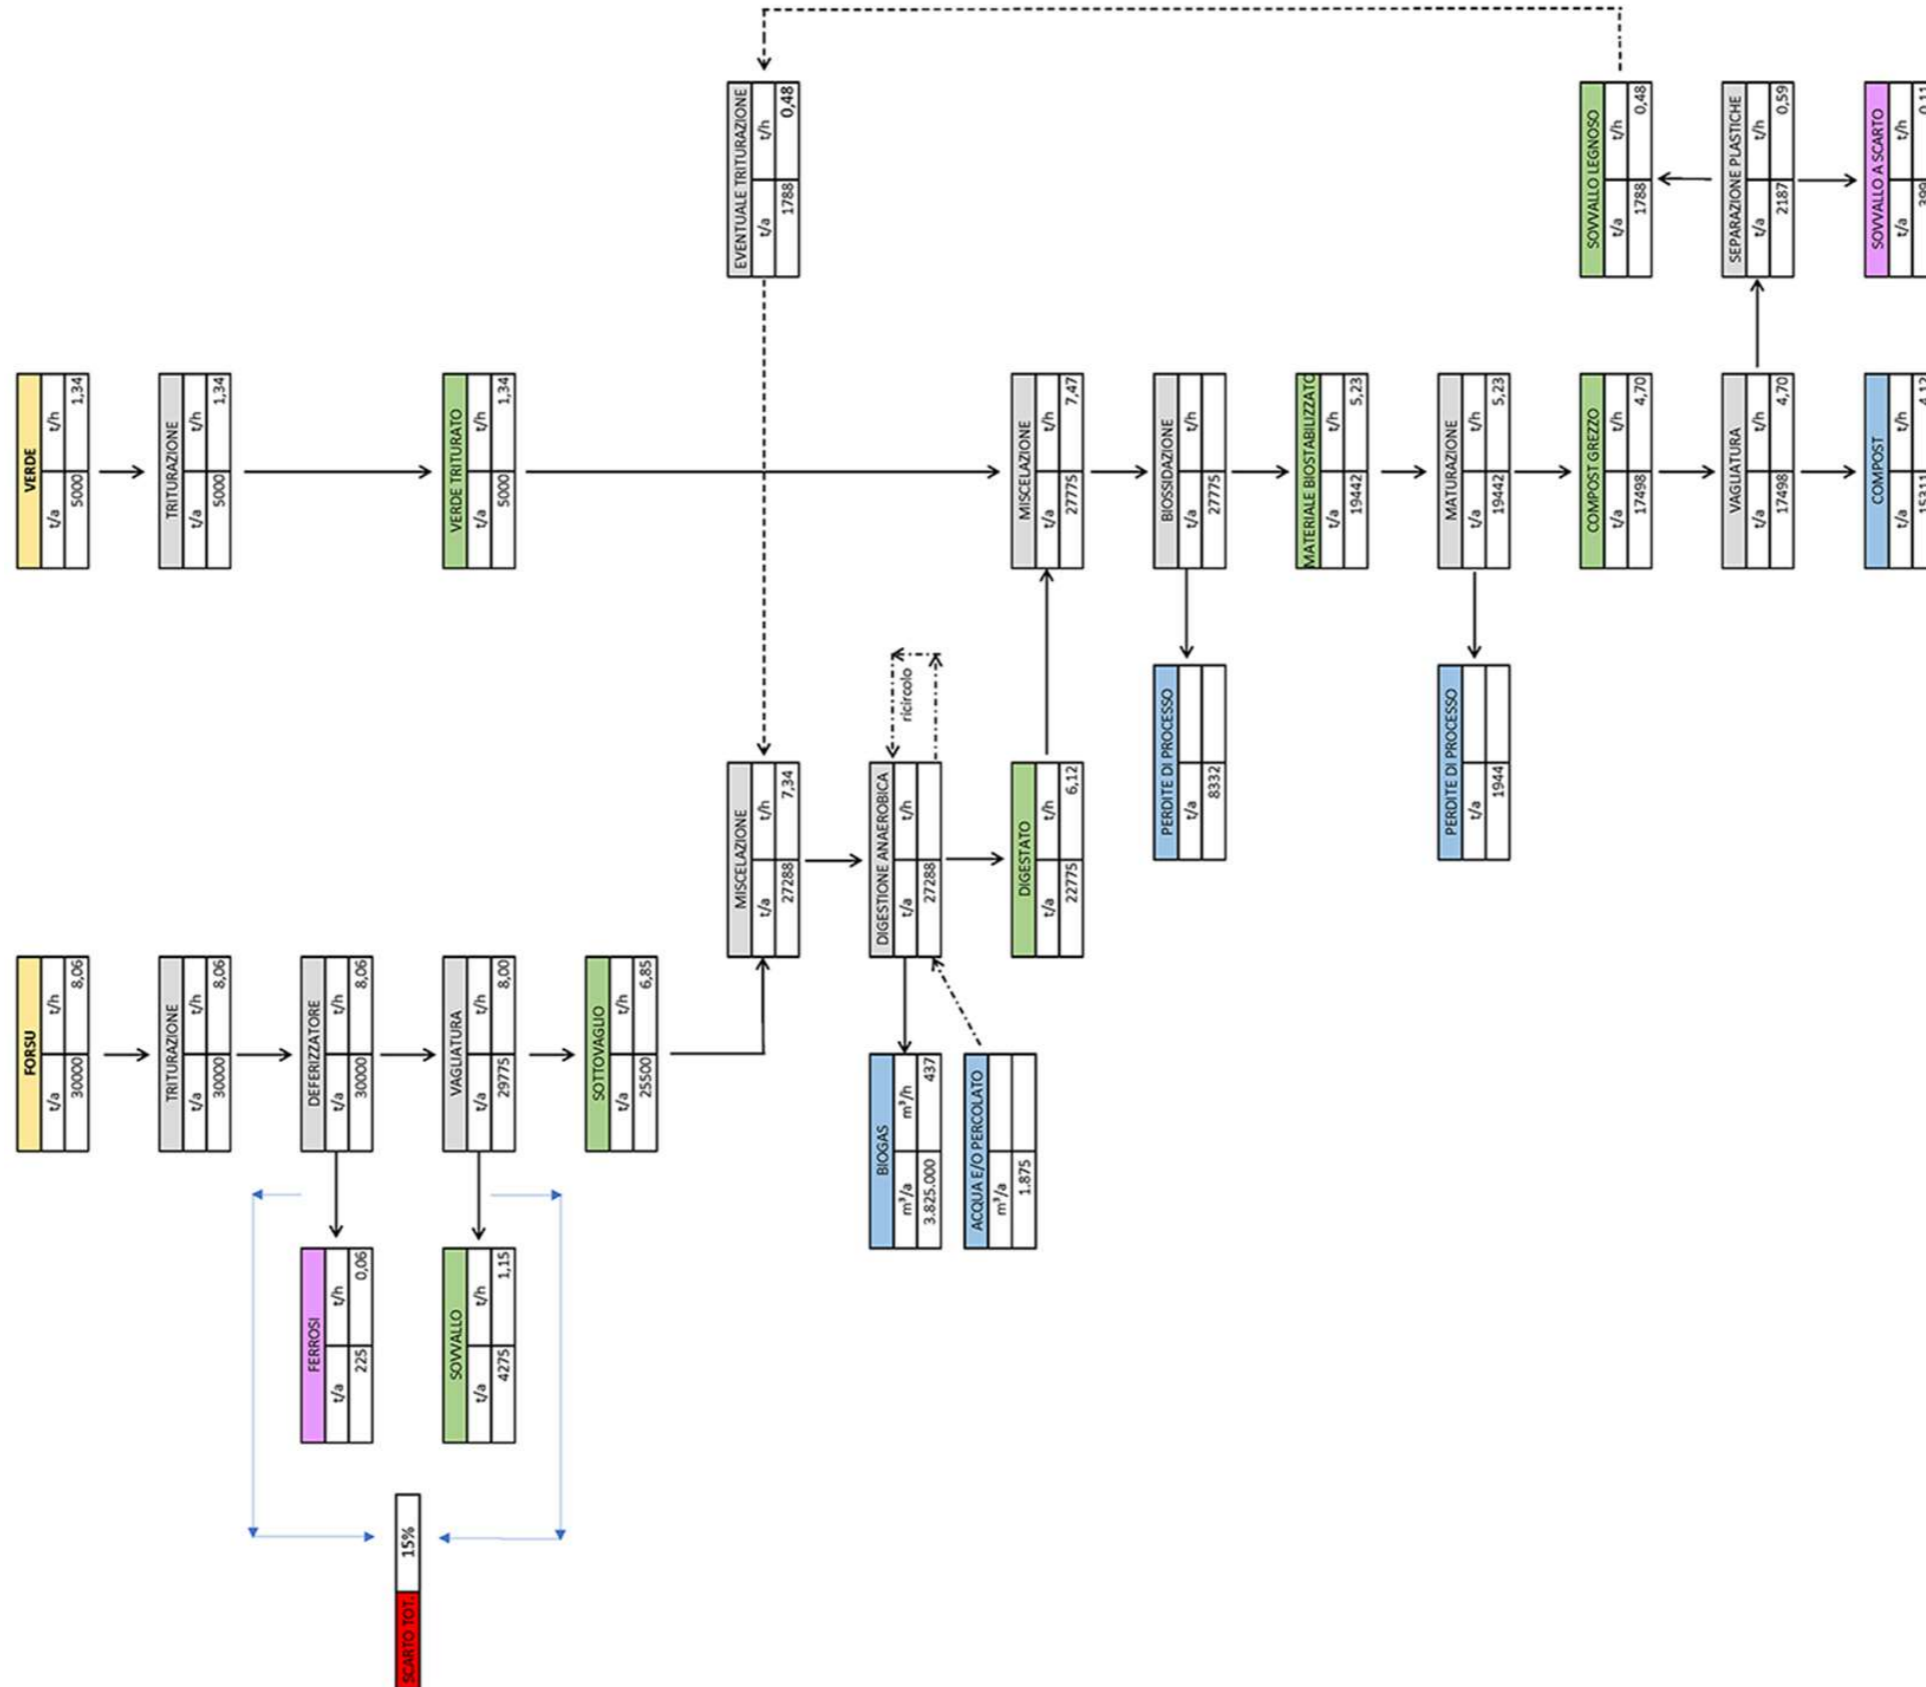 VERDE
t/a t/h
5000 1,34
TRITURAZIONE
t/a t/h
5000 1,34
VERDE TRITURATO
t/a t/h
5000 1,34
EVENTUALE TRITURAZIONE
t/a t/h
1788 0,48
FORSU
t/a t/h
30000 8,06
TRITURAZIONE
t/a t/h
30000 8,06
DEFERIZZATORE
t/a t/h
30000 8,06
FERROSI
t/a t/h
225 0,06
VAGLIATURA
t/a t/h
29775 8,00
SOVVALLO
t/a t/h
4275 1,15
SCARTO TOT. 15%
SOTTOVAGLIO
t/a t/h
25500 6,85
MISCELAZIONE
t/a t/h
27288 7,34
DIGESTIONE ANAEROBICA
t/a t/h
27288
ricircolo
BIOGAS
m³/a m³/h
3.825.000 437
ACQUA E/O PERCOLATO
m³/a
1.875
DIGESTATO
t/a t/h
22775 6,12
MISCELAZIONE
t/a t/h
27775 7,47
BIOSSIDAZIONE
t/a t/h
27775
PERDITE DI PROCESSO
t/a
8332
MATERIALE BIOSTABILIZZATO
t/a t/h
19442 5,23
MATURAZIONE
t/a t/h
19442 5,23
PERDITE DI PROCESSO
t/a
1944
COMPOST GREZZO
t/a t/h
17498 4,70
VAGLIATURA
t/a t/h
17498 4,70
SEPARAZIONE PLASTICHE
t/a t/h
2187 0,59
SOVVALLO LEGNOSO
t/a t/h
1788 0,48
SOVVALLO A SCARTO
t/a t/h
399 0,11
COMPOST
t/a t/h
15311 4,12